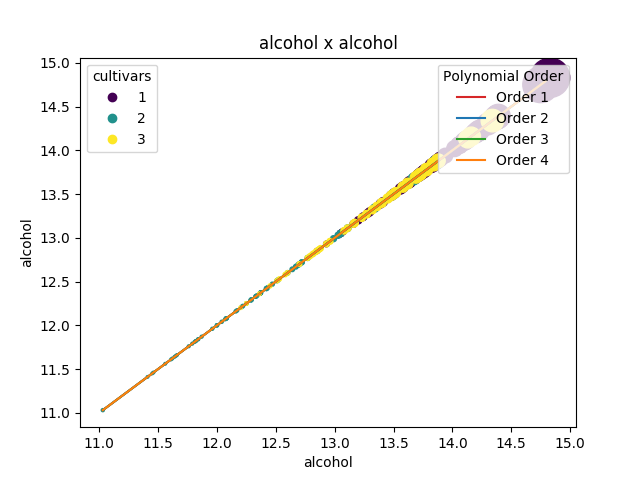 alcohol x alcohol
cultivars
1
2
3
Polynomial Order
Order 1
Order 2
Order 3
Order 4
15.0
14.5
14.0
13.5
13.0
12.5
12.0
11.5
11.0
alcohol
11.0 11.5 12.0 12.5 13.0 13.5 14.0 14.5 15.0
alcohol